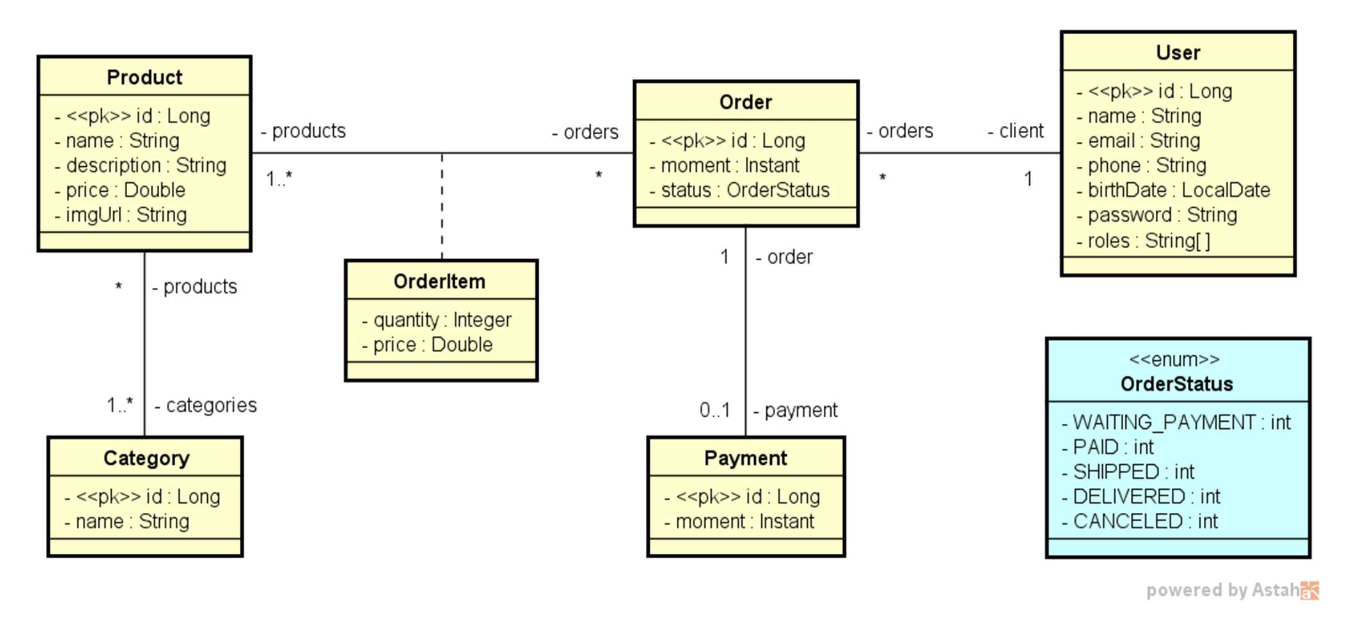 Product
- <<pk>> id : Long
- name : String
- description : String
- price : Double
- imgUrl : String
- products
1..*
- orders
*
Order
- <<pk>> id : Long
- moment : Instant
- status : OrderStatus
- orders
*
- client
1
User
- <<pk>> id : Long
- name : String
- email : String
- phone : String
- birthDate : LocalDate
- password : String
- roles : String[ ]
* - products
1..* - categories
OrderItem
- quantity : Integer
- price : Double
1 - order
0..1 - payment
Category
- <<pk>> id : Long
- name : String
Payment
- <<pk>> id : Long
- moment : Instant
<<enum>>
OrderStatus
- WAITING_PAYMENT : int
- PAID : int
- SHIPPED : int
- DELIVERED : int
- CANCELED : int
powered by Astah